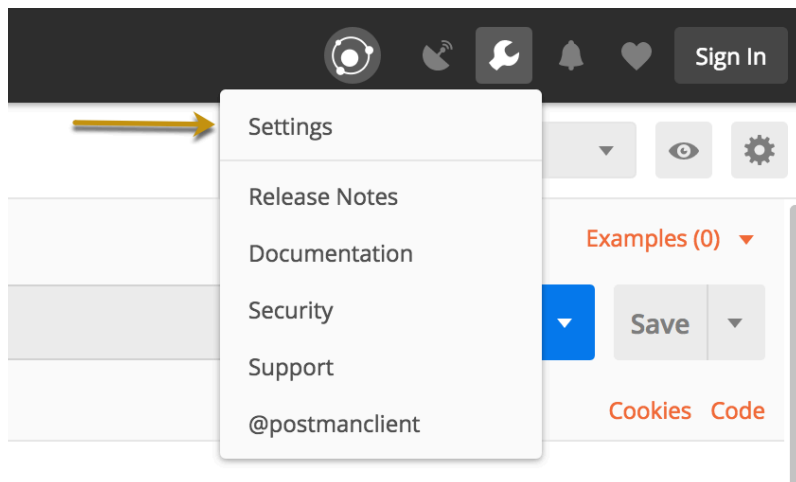 Sign In
Settings
Release Notes
Examples (0)
Documentation
Security
Save
Support
Cookies Code
@postmanclient